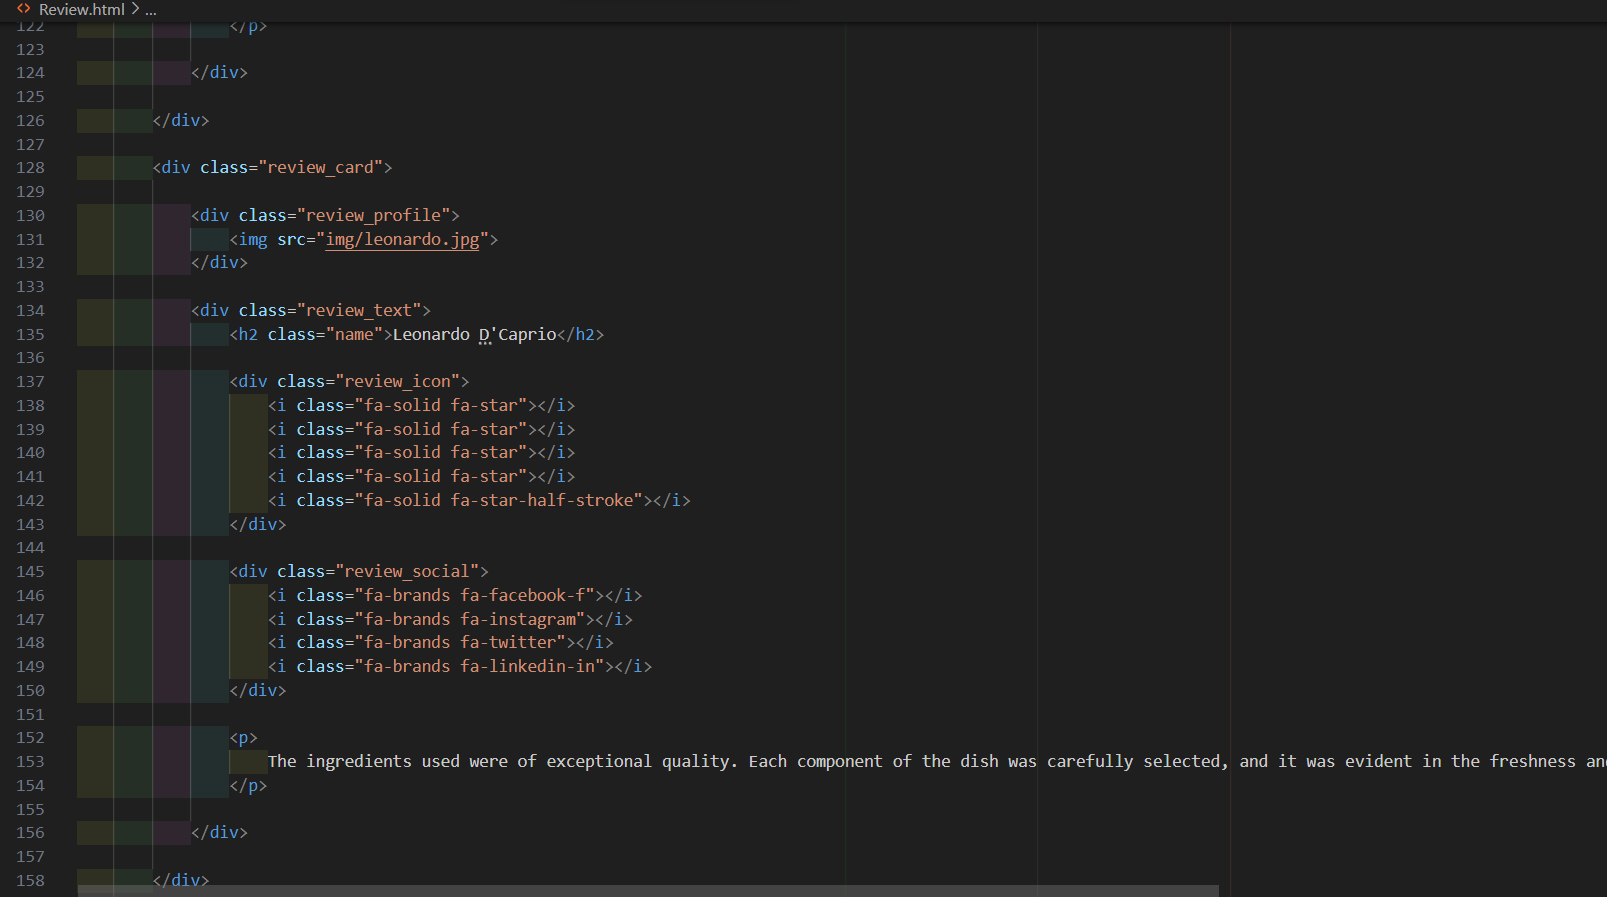 Review.html > ...
122 </p>
123
124 </div>
125
126 </div>
127
128 <div class="review_card">
129
130 <div class="review_profile">
131 <img src="img/leonardo.jpg">
132 </div>
133
134 <div class="review_text">
135 <h2 class="name">Leonardo D'Caprio</h2>
136
137 <div class="review_icon">
138 <i class="fa-solid fa-star"></i>
139 <i class="fa-solid fa-star"></i>
140 <i class="fa-solid fa-star"></i>
141 <i class="fa-solid fa-star"></i>
142 <i class="fa-solid fa-star-half-stroke"></i>
143 </div>
144
145 <div class="review_social">
146 <i class="fa-brands fa-facebook-f"></i>
147 <i class="fa-brands fa-instagram"></i>
148 <i class="fa-brands fa-twitter"></i>
149 <i class="fa-brands fa-linkedin-in"></i>
150 </div>
151
152 <p>
153 The ingredients used were of exceptional quality. Each component of the dish was carefully selected, and it was evident in the freshness
154 </p>
155
156 </div>
157
158 </div>